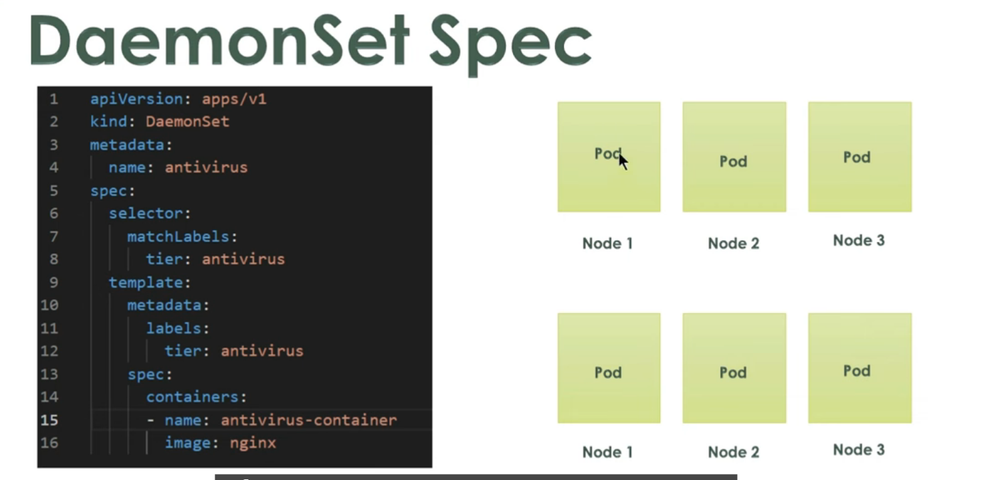 DaemonSet Spec
1 apiVersion: apps/v1
2 kind: DaemonSet
3 metadata:
4 name: antivirus
5 spec:
6 selector:
7 matchLabels:
8 tier: antivirus
9 template:
10 metadata:
11 labels:
12 tier: antivirus
13 spec:
14 containers:
15 - name: antivirus-container
16 image: nginx
Pod Pod Pod
Node 1 Node 2 Node 3
Pod Pod Pod
Node 1 Node 2 Node 3